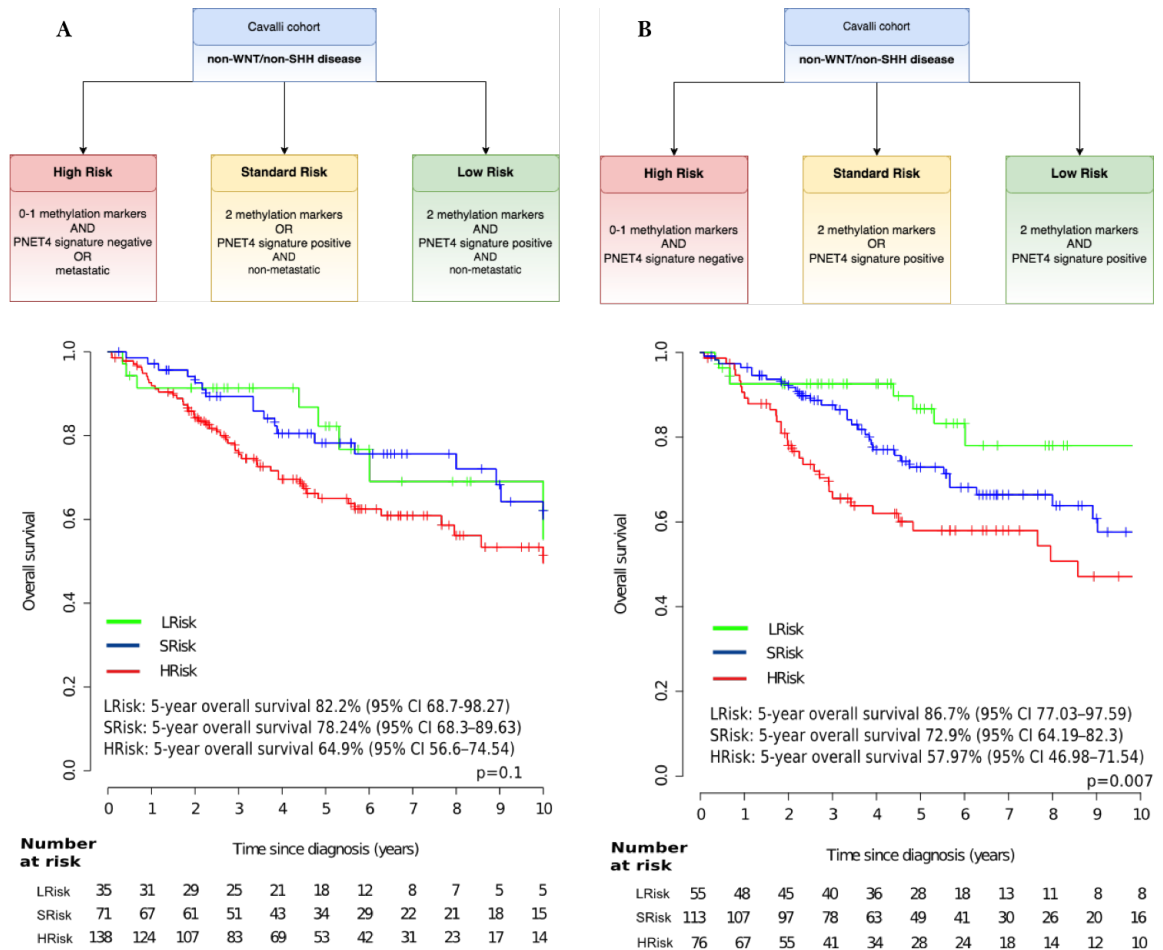 A
Cavalli cohort
non-WNT/non-SHH disease
High Risk
0-1 methylation markers
AND
PNET4 signature negative
OR
metastatic
Standard Risk
2 methylation markers
OR
PNET4 signature positive
AND
non-metastatic
Low Risk
2 methylation markers
AND
PNET4 signature positive
AND
non-metastatic
Overall survival
1.0
0.8
0.6
0.4
0.2
0.0
LRisk
SRisk
HRisk
LRisk: 5-year overall survival 82.2% (95% CI 68.7-98.27)
SRisk: 5-year overall survival 78.24% (95% CI 68.3-89.63)
HRisk: 5-year overall survival 64.9% (95% CI 56.6-74.54)
p=0.1
0 1 2 3 4 5 6 7 8 9 10
Time since diagnosis (years)
Number
at risk
LRisk 35 31 29 25 21 18 12 8 7 5 5
SRisk 71 67 61 51 43 34 29 22 21 18 15
HRisk 138 124 107 83 69 53 42 31 23 17 14
B
Cavalli cohort
non-WNT/non-SHH disease
High Risk
0-1 methylation markers
AND
PNET4 signature negative
Standard Risk
2 methylation markers
OR
PNET4 signature positive
Low Risk
2 methylation markers
AND
PNET4 signature positive
Overall survival
1.0
0.8
0.6
0.4
0.2
0.0
LRisk
SRisk
HRisk
LRisk: 5-year overall survival 86.7% (95% CI 77.03–97.59)
SRisk: 5-year overall survival 72.9% (95% CI 64.19–82.3)
HRisk: 5-year overall survival 57.97% (95% CI 46.98–71.54)
p=0.007
0 1 2 3 4 5 6 7 8 9 10
Time since diagnosis (years)
Number
at risk
LRisk 55 48 45 40 36 28 18 13 11 8 8
SRisk 113 107 97 78 63 49 41 30 26 20 16
HRisk 76 67 55 41 34 28 24 18 14 12 10